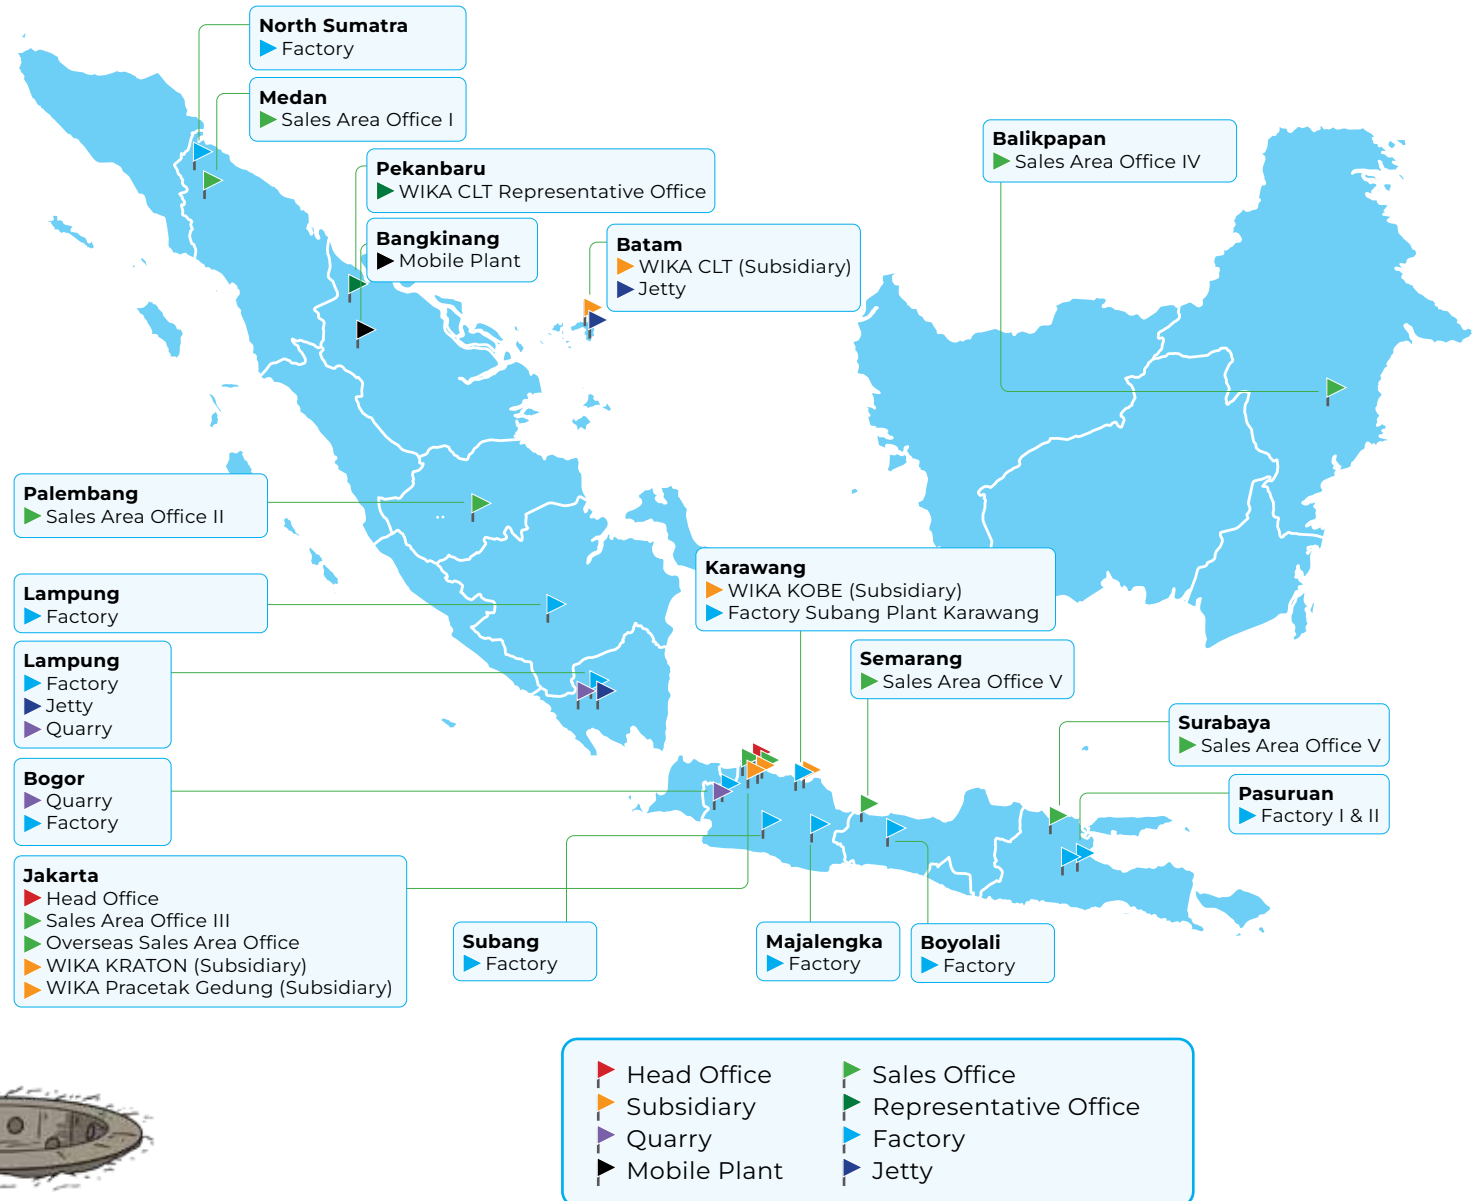 North Sumatra
Factory
Medan
Sales Area Office I
Pekanbaru
WIKA CLT Representative Office
Bangkinang
Mobile Plant
Batam
WIKA CLT (Subsidiary)
Jetty
Balikpapan
Sales Area Office IV
Palembang
Sales Area Office II
Lampung
Factory
Lampung
Factory
Jetty
Quarry
Bogor
Quarry
Factory
Jakarta
Head Office
Sales Area Office III
Overseas Sales Area Office
WIKA KRATON (Subsidiary)
WIKA Pracetak Gedung (Subsidiary)
Karawang
WIKA KOBE (Subsidiary)
Factory Subang Plant Karawang
Semarang
Sales Area Office V
Surabaya
Sales Area Office V
Pasuruan
Factory I & II
Subang
Factory
Majalengka
Factory
Boyolali
Factory
Head Office
Subsidiary
Quarry
Mobile Plant
Sales Office
Representative Office
Factory
Jetty